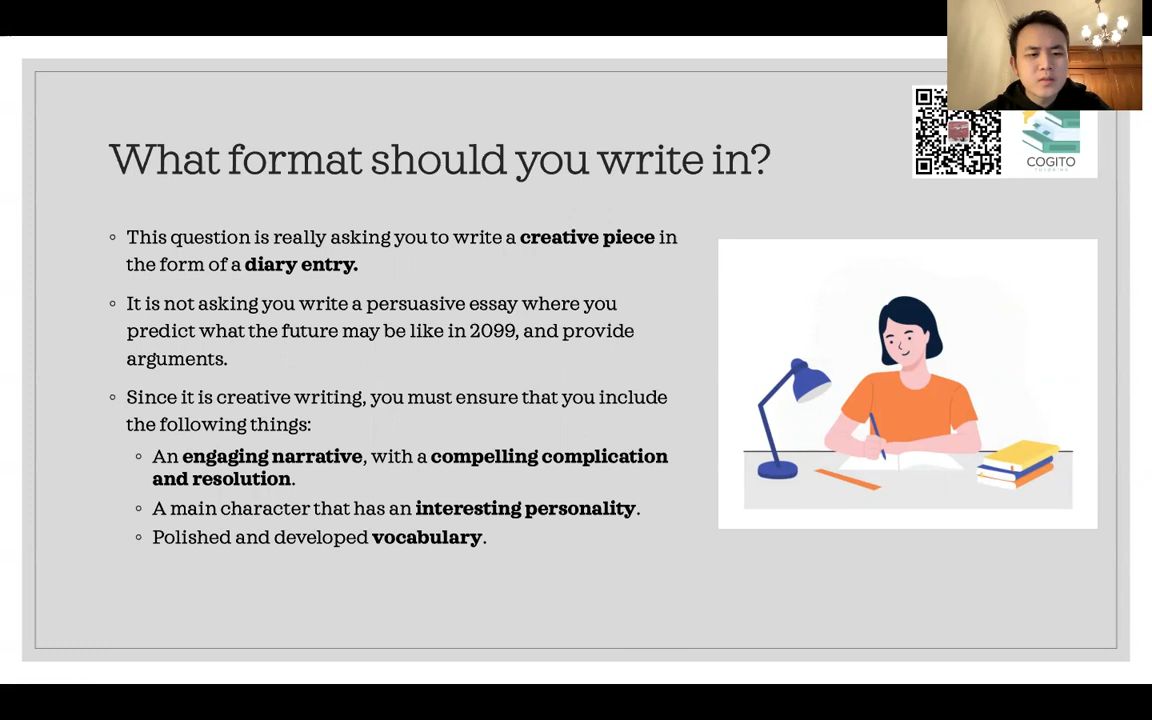 What format should you write in?
COGITO
TUTORING
This question is really asking you to write a creative piece in
the form of a diary entry.
It is not asking you write a persuasive essay where you
predict what the future may be like in 2099, and provide
arguments.
Since it is creative writing, you must ensure that you include
the following things:
An engaging narrative, with a compelling complication
and resolution.
A main character that has an interesting personality.
Polished and developed vocabulary.